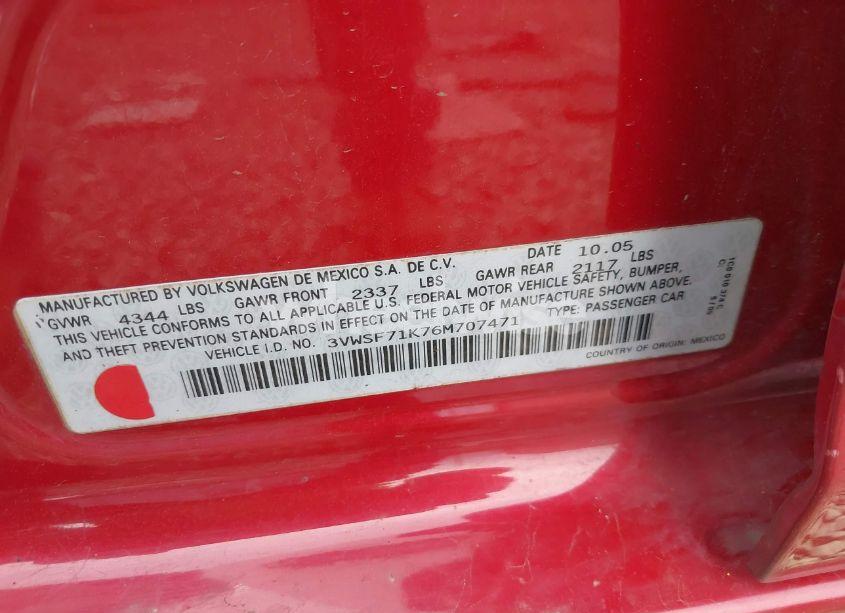 MANUFACTURED BY VOLKSWAGEN DE MEXICO S.A. DE C.V. DATE 10.05
GVWR 4344 LBS GAWR FRONT 2337 LBS GAWR REAR 2117 LBS
THIS VEHICLE CONFORMS TO ALL APPLICABLE U.S. FEDERAL MOTOR VEHICLE SAFETY, BUMPER,
AND THEFT PREVENTION STANDARDS IN EFFECT ON THE DATE OF MANUFACTURE SHOWN ABOVE.
VEHICLE I.D. NO. 3VWSF71K76M707471 TYPE: PASSENGER CAR
COUNTRY OF ORIGIN: MEXICO